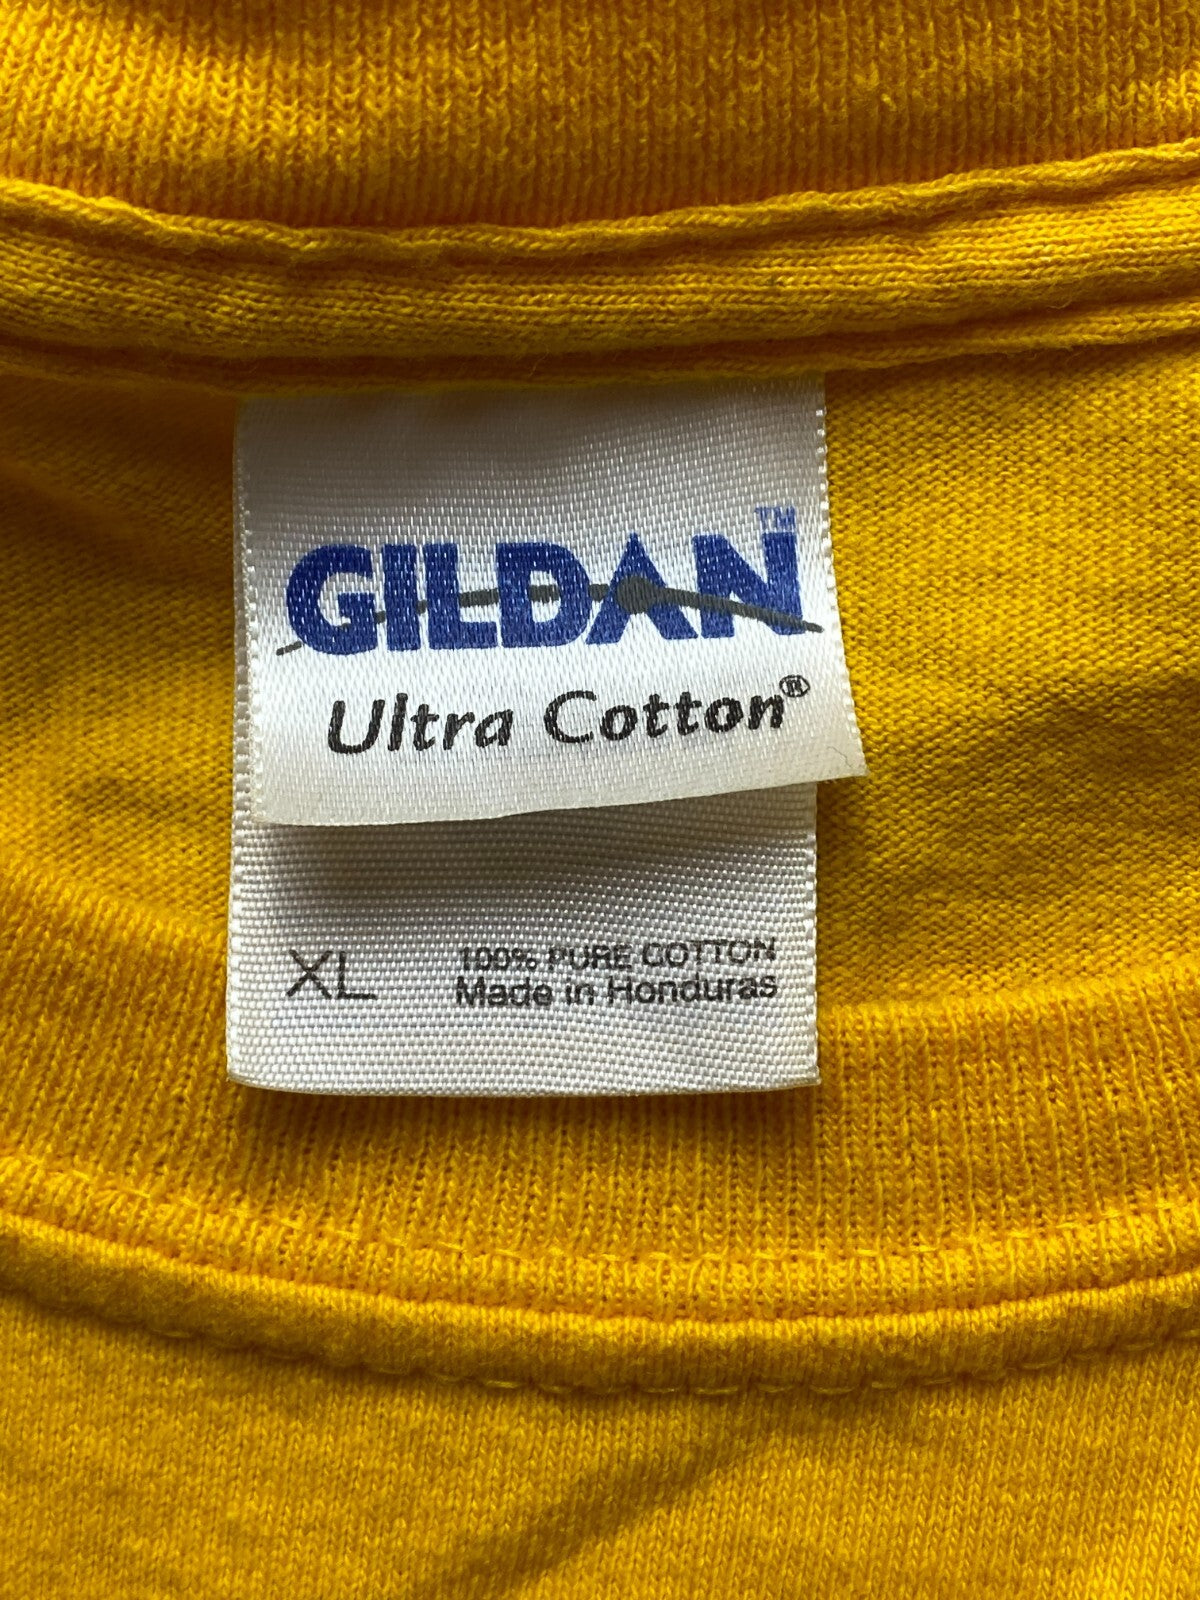 GILDAN™
Ultra Cotton®
XL
100% PURE COTTON
Made in Honduras